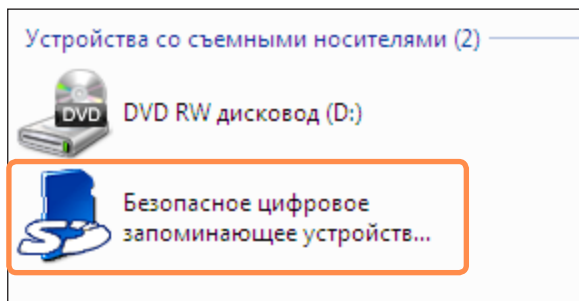 Устройства со съемными носителями (2)
DVD
DVD RW дисковод (D:)
Безопасное цифровое
запоминающее устройств...
SD